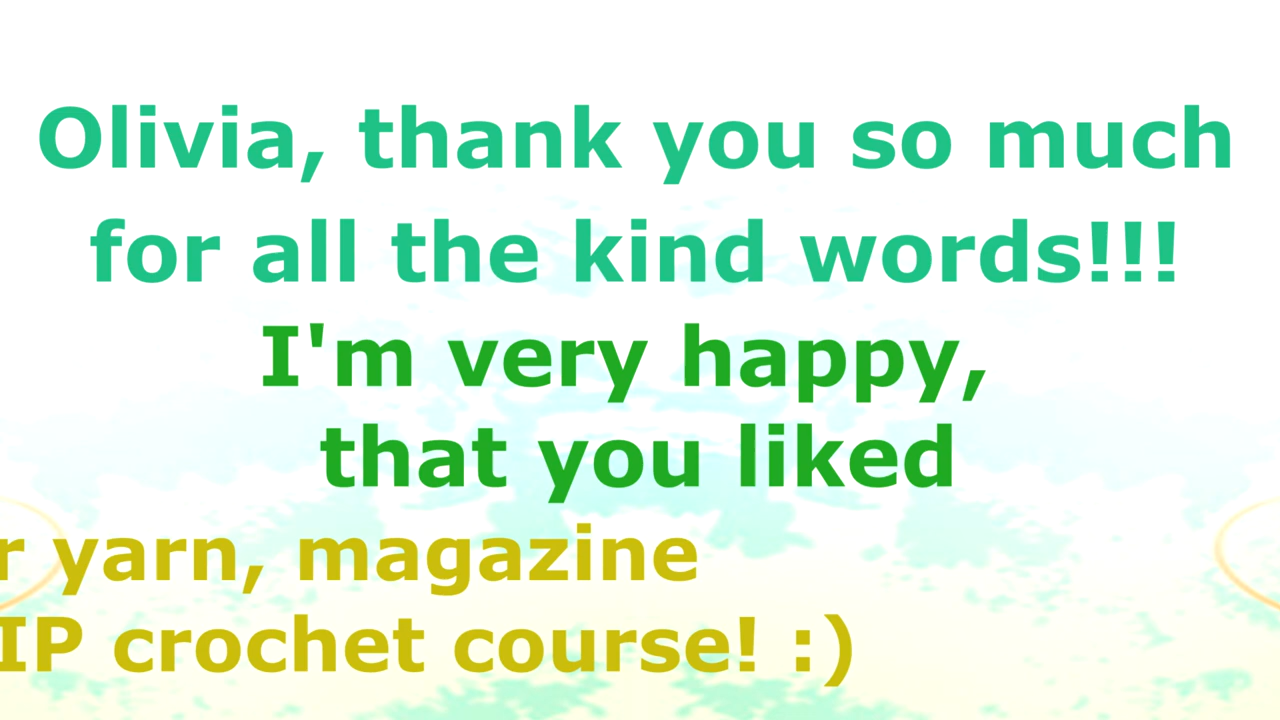 Olivia, thank you so much
for all the kind words!!!
I'm very happy,
that you liked
r yarn, magazine
IP crochet course! :)